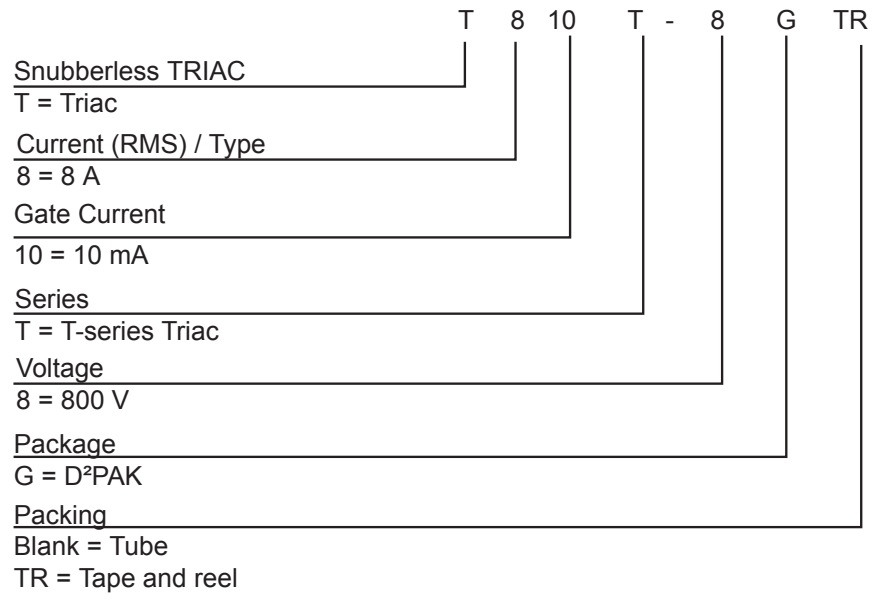 T 8 10 T - 8 G TR
Snubberless TRIAC
T = Triac
Current (RMS) / Type
8 = 8 A
Gate Current
10 = 10 mA
Series
T = T-series Triac
Voltage
8 = 800 V
Package
G = D²PAK
Packing
Blank = Tube
TR = Tape and reel